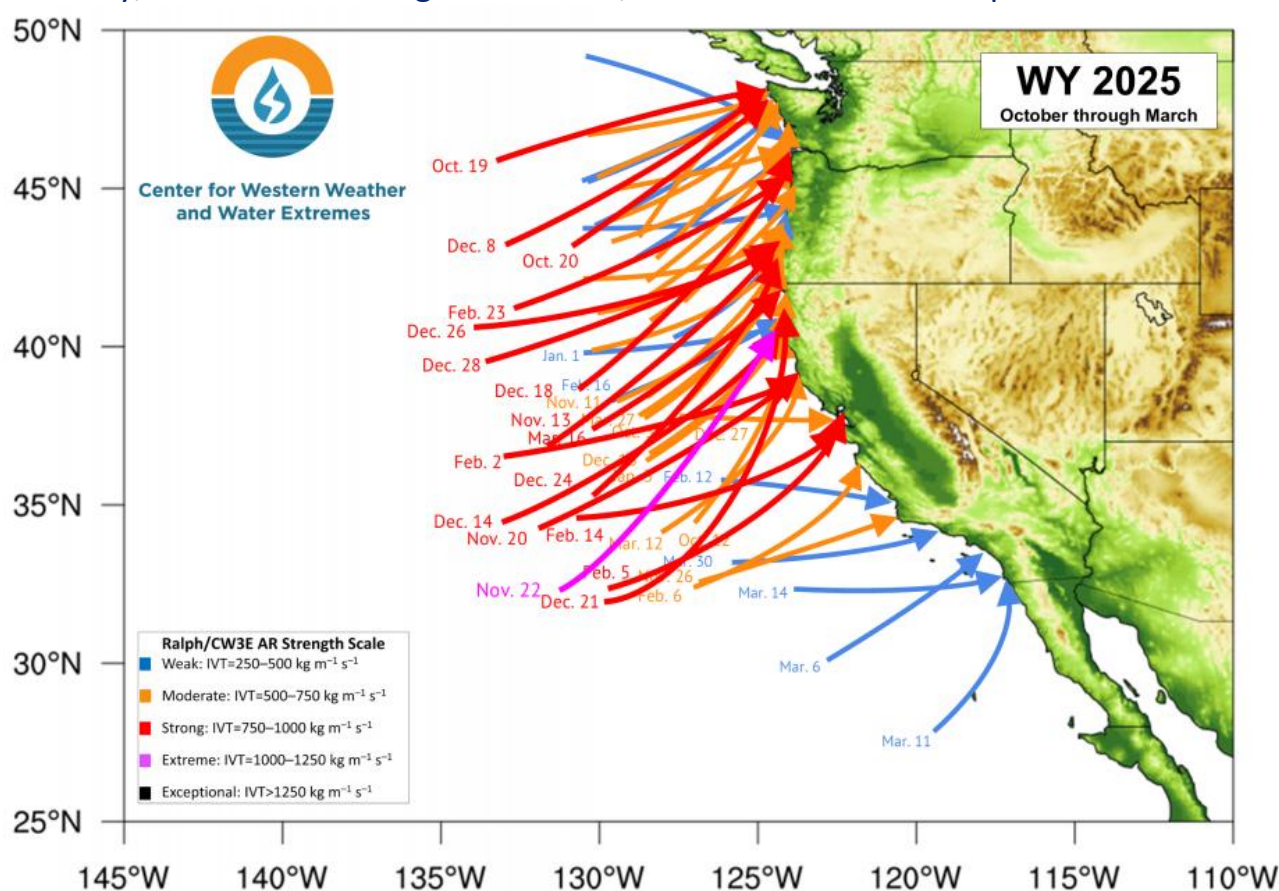 50°N
45°N
40°N
35°N
30°N
25°N
145°W
140°W
135°W
130°W
125°W
120°W
115°W
110°W
Center for Western Weather
and Water Extremes
WY 2025
October through March
Oct. 19
Dec. 8
Oct. 20
Feb. 23
Dec. 26
Dec. 28
Jan. 1
Dec. 18
Feb. 16
Nov. 11
Nov. 13
27
Dec. 27
Mar. 16
Feb. 2
Dec. 24
Feb. 12
Dec. 14
Nov. 20
Feb. 14
Mar. 12
Oct. 12
Mar. 30
Feb. 5
26
Nov. 22
Dec. 21
Feb. 6
Mar. 14
Mar. 6
Mar. 11
Ralph/CW3E AR Strength Scale
Weak: IVT=250–500 kg m⁻¹ s⁻¹
Moderate: IVT=500–750 kg m⁻¹ s⁻¹
Strong: IVT=750–1000 kg m⁻¹ s⁻¹
Extreme: IVT=1000–1250 kg m⁻¹ s⁻¹
Exceptional: IVT>1250 kg m⁻¹ s⁻¹